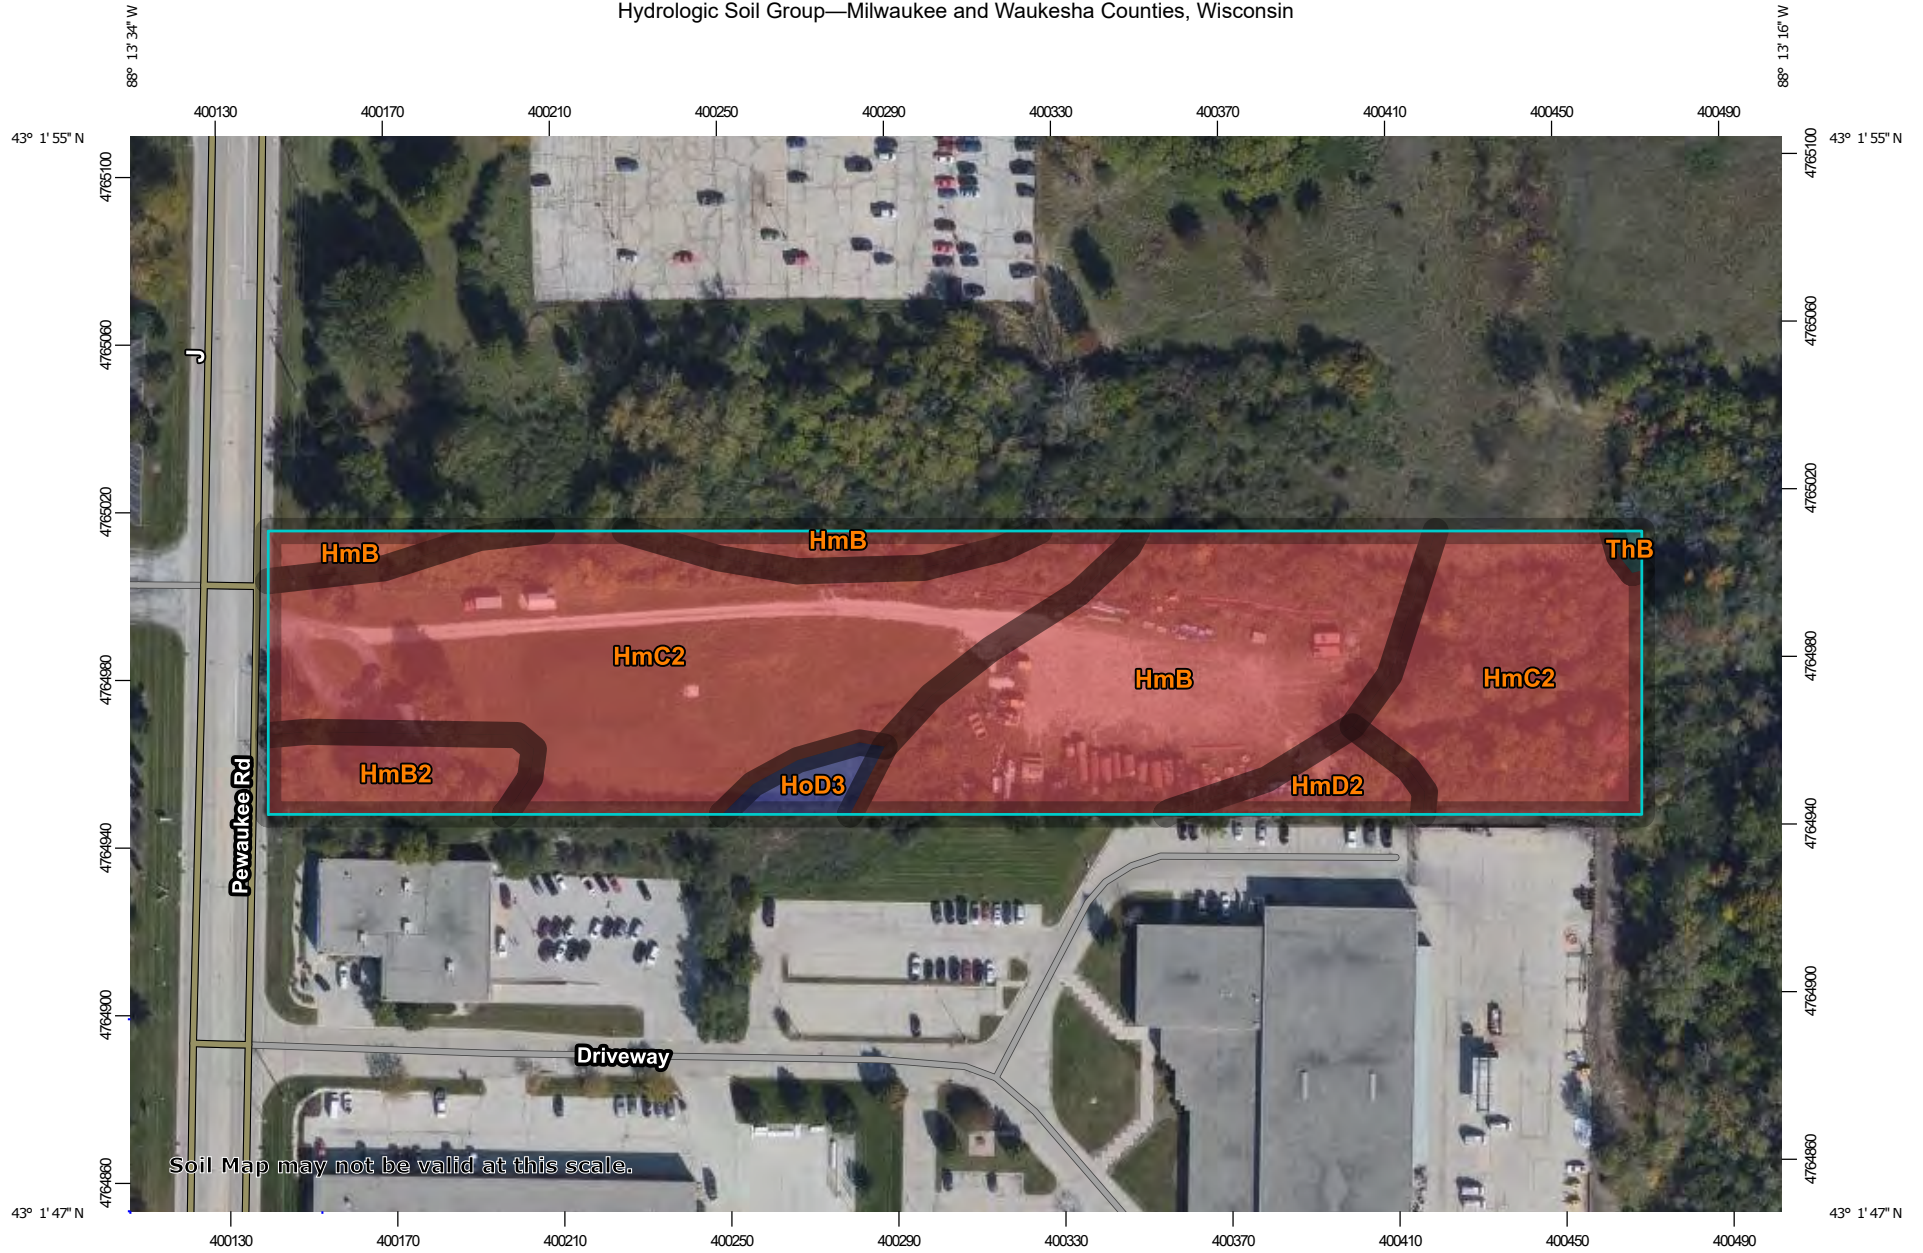 Hydrologic Soil Group—Milwaukee and Waukesha Counties, Wisconsin
88° 13' 34" W
88° 13' 16" W
400130 400170 400210 400250 400290 400330 400370 400410 400450 400490
43° 1' 55" N
43° 1' 55" N
4765100
4765100
4765060
4765060
J
4765020
4765020
HmB
HmB
ThB
4764980
4764980
HmC2
HmB
HmC2
HmB2
HoD3
HmD2
Pewaukee Rd
4764940
4764940
4764900
4764900
Driveway
4764860
4764860
Soil Map may not be valid at this scale.
43° 1' 47" N
43° 1' 47" N
400130 400170 400210 400250 400290 400330 400370 400410 400450 400490